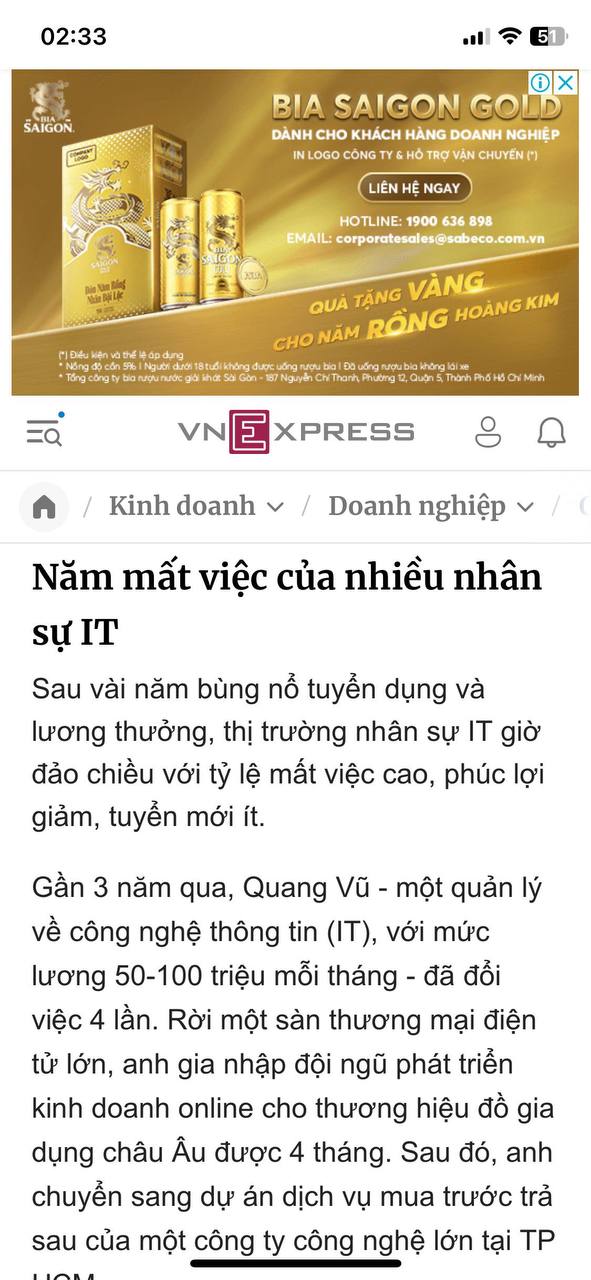 02:33
51
BIA
SAIGON
BIA SAIGON GOLD
DÀNH CHO KHÁCH HÀNG DOANH NGHIỆP
IN LOGO CÔNG TY & HỖ TRỢ VẬN CHUYỂN (*)
LIÊN HỆ NGAY
HOTLINE: 1900 636 898
EMAIL: corporatesales@sabeco.com.vn
COMPANY
LOGO
SAIGON
GOLD
Đón Năm Rồng
Nhân Đại Lộc
BIA
SAIGON
GOLD
QUÀ TẶNG VÀNG
CHO NĂM RỒNG HOÀNG KIM
(*) Điều kiện và thể lệ áp dụng
* Nồng độ cồn 5% | Người dưới 18 tuổi không được uống rượu bia | Đã uống rượu bia không lái xe
* Tổng công ty bia rượu nước giải khát Sài Gòn - 187 Nguyễn Chí Thanh, Phường 12, Quận 5, Thành Phố Hồ Chí Minh
VNEXPRESS
/ Kinh doanh / Doanh nghiệp /
Năm mất việc của nhiều nhân
sự IT
Sau vài năm bùng nổ tuyển dụng và
lương thưởng, thị trường nhân sự IT giờ
đảo chiều với tỷ lệ mất việc cao, phúc lợi
giảm, tuyển mới ít.
Gần 3 năm qua, Quang Vũ - một quản lý
về công nghệ thông tin (IT), với mức
lương 50-100 triệu mỗi tháng - đã đổi
việc 4 lần. Rời một sàn thương mại điện
tử lớn, anh gia nhập đội ngũ phát triển
kinh doanh online cho thương hiệu đồ gia
dụng châu Âu được 4 tháng. Sau đó, anh
chuyển sang dự án dịch vụ mua trước trả
sau của một công ty công nghệ lớn tại TP
HCM